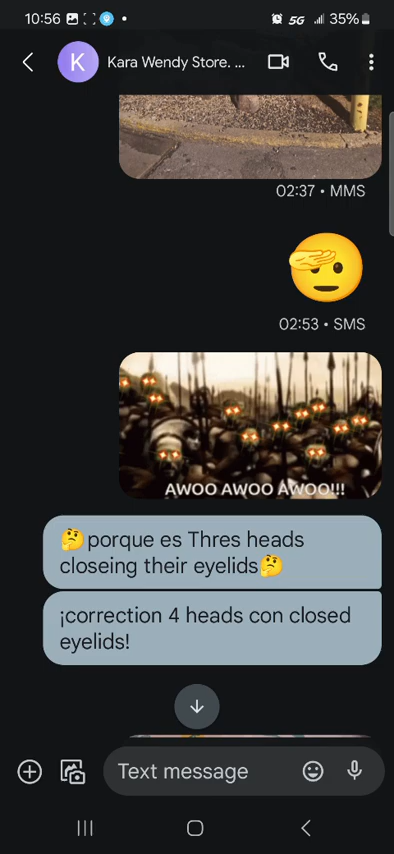 10:56
5G
35%
K
Kara Wendy Store. ...
02:37 • MMS
02:53 • SMS
AWOO AWOO AWOO!!!
🤔porque es Thres heads
closeing their eyelids🤔
¡correction 4 heads con closed
eyelids!
Text message